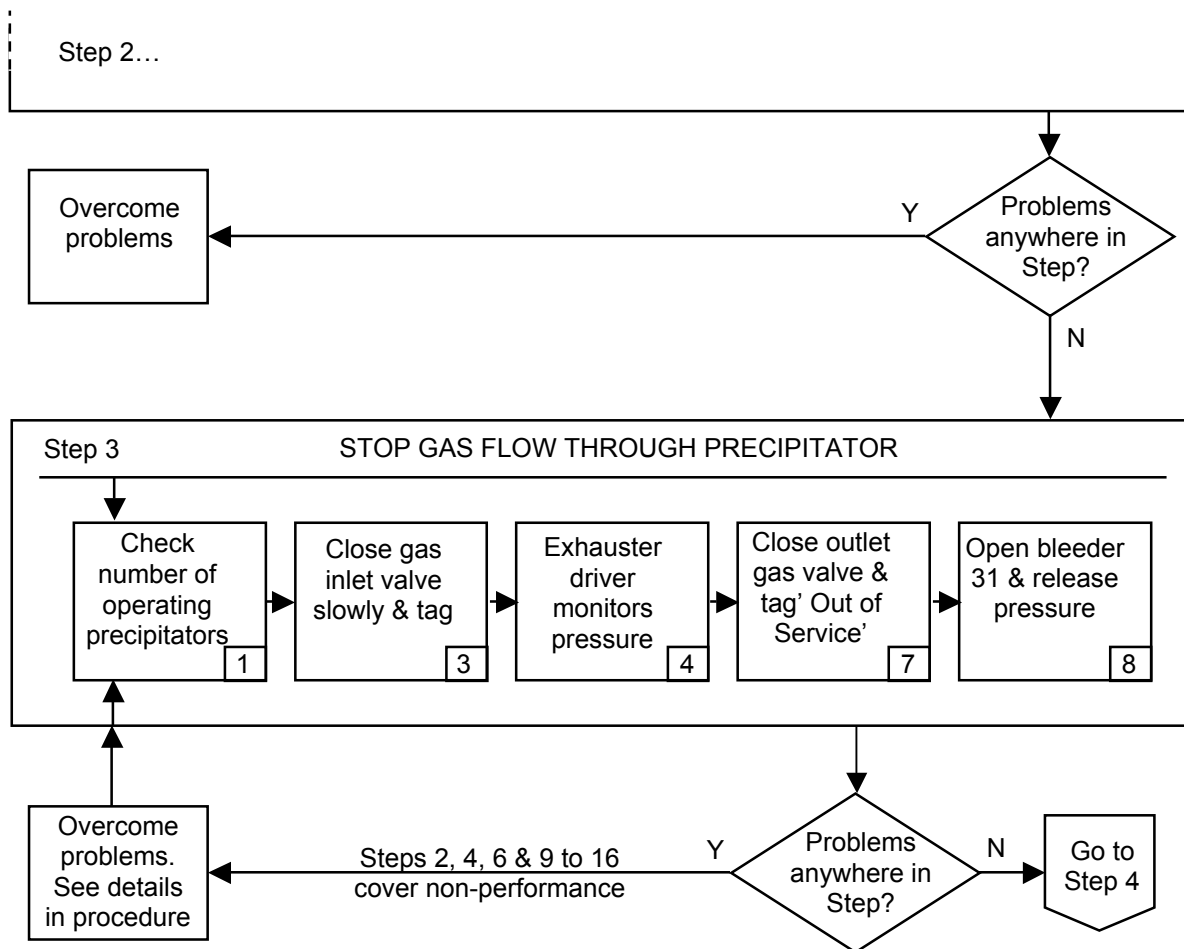 Step 2…
Overcome
problems
Y
Problems
anywhere in
Step?
N
Step 3
STOP GAS FLOW THROUGH PRECIPITATOR
Check
number of
operating
precipitators
1
Close gas
inlet valve
slowly & tag
3
Exhauster
driver
monitors
pressure
4
Close outlet
gas valve &
tag’ Out of
Service’
7
Open bleeder
31 & release
pressure
8
Overcome
problems.
See details
in procedure
Steps 2, 4, 6 & 9 to 16
cover non-performance
Y
Problems
anywhere in
Step?
N
Go to
Step 4